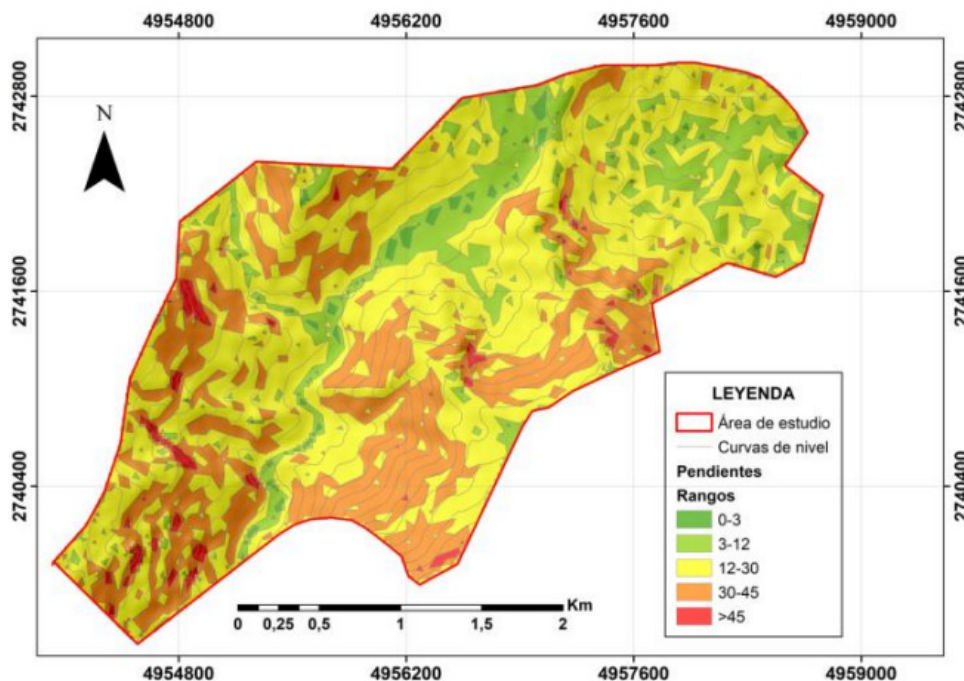 4954800 4956200 4957600 4959000
2742800 2742800
N
2741600 2741600
2740400 2740400
LEYENDA
Área de estudio
Curvas de nivel
Pendientes
Rangos
0-3
3-12
12-30
30-45
>45
Km
0 0,25 0,5 1 1,5 2
4954800 4956200 4957600 4959000